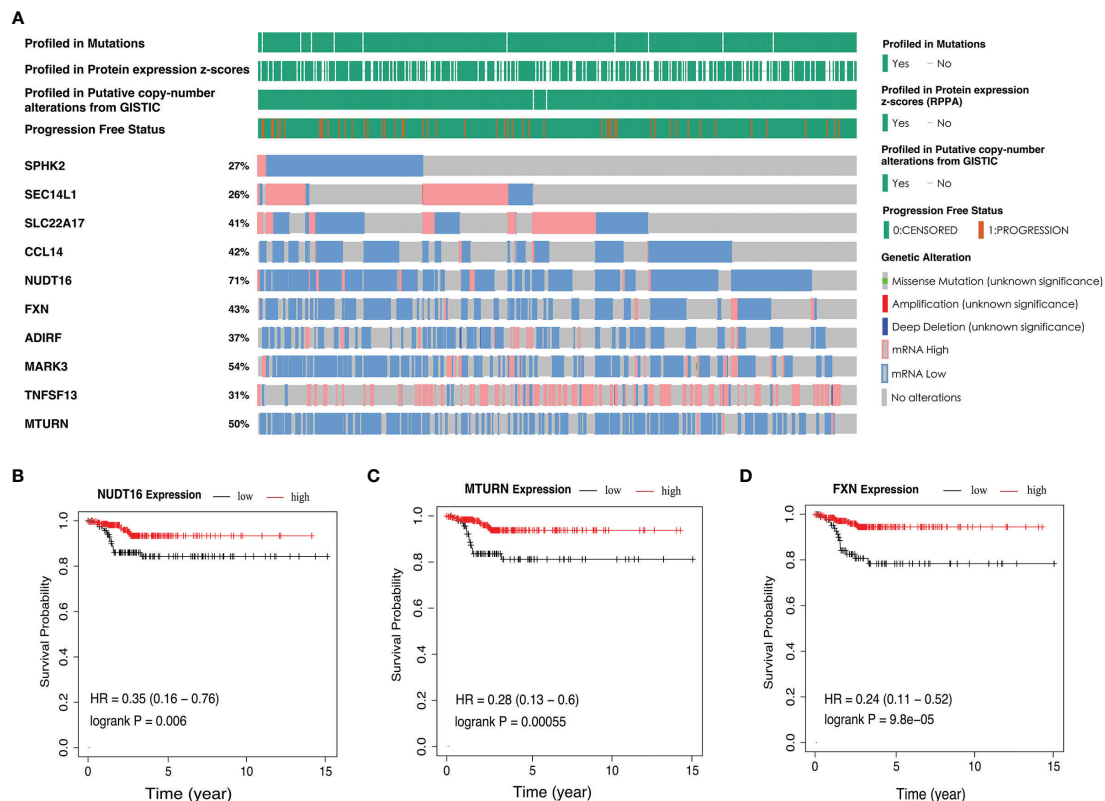 A
Profiled in Mutations
Profiled in Protein expression z-scores
Profiled in Putative copy-number
alterations from GISTIC
Progression Free Status
SPHK2 27%
SEC14L1 26%
SLC22A17 41%
CCL14 42%
NUDT16 71%
FXN 43%
ADIRF 37%
MARK3 54%
TNFSF13 31%
MTURN 50%
Profiled in Mutations
Yes – No
Profiled in Protein expression
z-scores (RPPA)
Yes – No
Profiled in Putative copy-number
alterations from GISTIC
Yes – No
Progression Free Status
0:CENSORED 1:PROGRESSION
Genetic Alteration
Missense Mutation (unknown significance)
Amplification (unknown significance)
Deep Deletion (unknown significance)
mRNA High
mRNA Low
No alterations
B
NUDT16 Expression low high
Survival Probability
1.0
0.8
0.6
0.4
0.2
0.0
HR = 0.35 (0.16 – 0.76)
logrank P = 0.006
0 5 10 15
Time (year)
C
MTURN Expression low high
Survival Probability
1.0
0.8
0.6
0.4
0.2
0.0
HR = 0.28 (0.13 – 0.6)
logrank P = 0.00055
0 5 10 15
Time (year)
D
FXN Expression low high
Survival Probability
1.0
0.8
0.6
0.4
0.2
0.0
HR = 0.24 (0.11 – 0.52)
logrank P = 9.8e–05
0 5 10 15
Time (year)